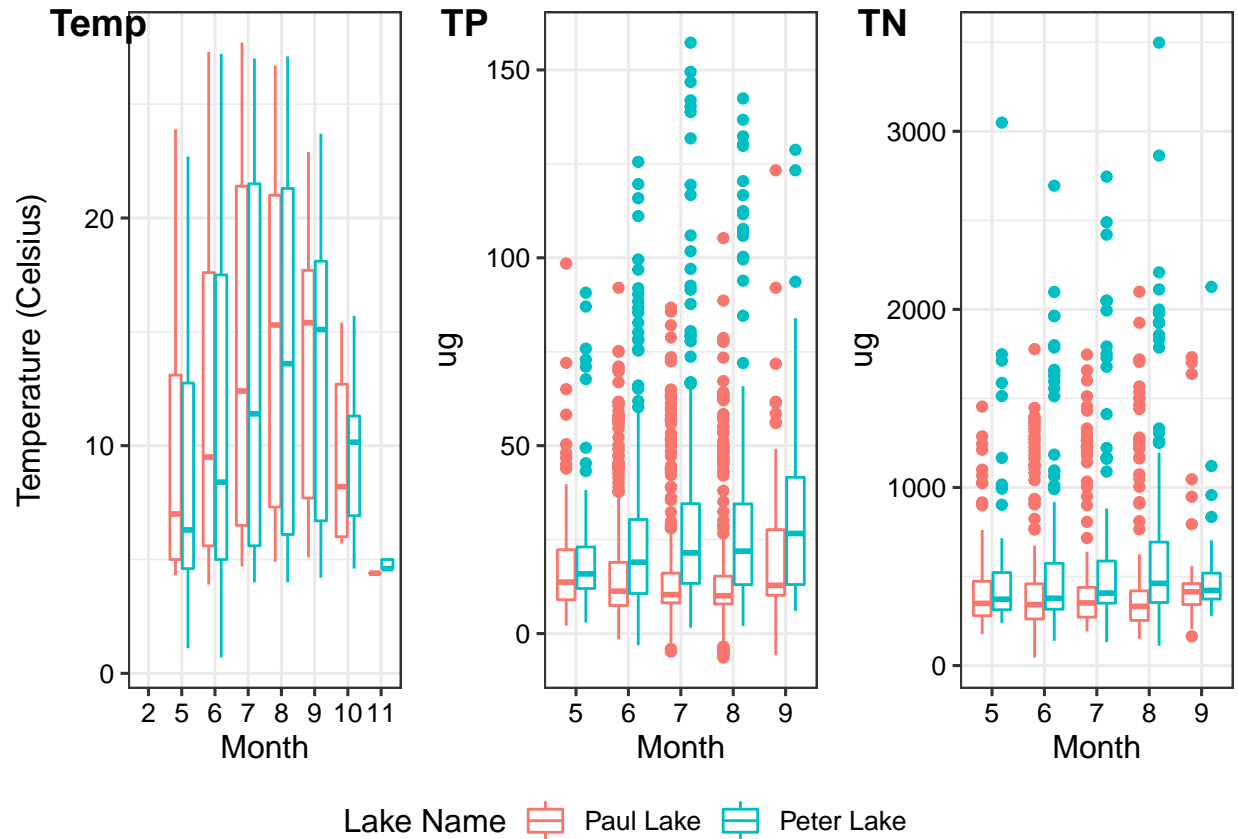 Temp TP TN
Temperature (Celsius)
20
10
0
2 5 6 7 8 9 10 11
Month
ug
150
100
50
0
5 6 7 8 9
Month
ug
3000
2000
1000
0
5 6 7 8 9
Month
Lake Name Paul Lake Peter Lake